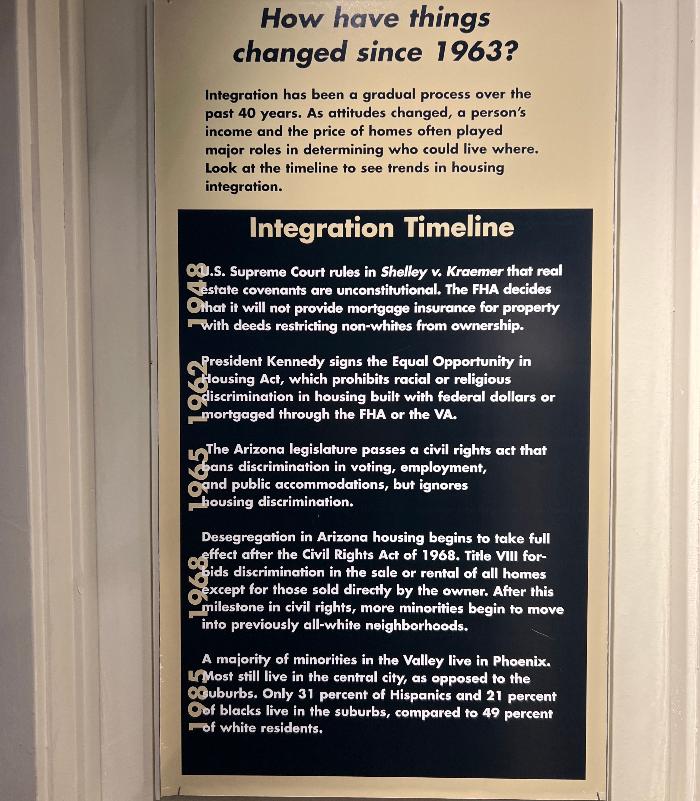 How have things
changed since 1963?
Integration has been a gradual process over the
past 40 years. As attitudes changed, a person's
income and the price of homes often played
major roles in determining who could live where.
Look at the timeline to see trends in housing
integration.
Integration Timeline
1948
U.S. Supreme Court rules in Shelley v. Kraemer that real
estate covenants are unconstitutional. The FHA decides
that it will not provide mortgage insurance for property
with deeds restricting non-whites from ownership.
1962
President Kennedy signs the Equal Opportunity in
Housing Act, which prohibits racial or religious
discrimination in housing built with federal dollars or
mortgaged through the FHA or the VA.
1965
The Arizona legislature passes a civil rights act that
bans discrimination in voting, employment,
and public accommodations, but ignores
housing discrimination.
1968
Desegregation in Arizona housing begins to take full
effect after the Civil Rights Act of 1968. Title VIII for-
bids discrimination in the sale or rental of all homes
except for those sold directly by the owner. After this
milestone in civil rights, more minorities begin to move
into previously all-white neighborhoods.
1985
A majority of minorities in the Valley live in Phoenix.
Most still live in the central city, as opposed to the
suburbs. Only 31 percent of Hispanics and 21 percent
of blacks live in the suburbs, compared to 49 percent
of white residents.